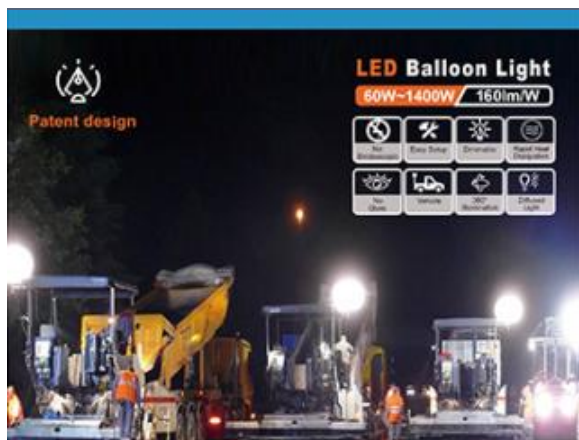 LED Balloon Light
60W~1400W/ 160lm/W
Patent design
No
Easy Setup
Dimmable
Rapid Heat
Dissipation
No
Glare
Vehicle
360°
Illumination
Diffused
Light